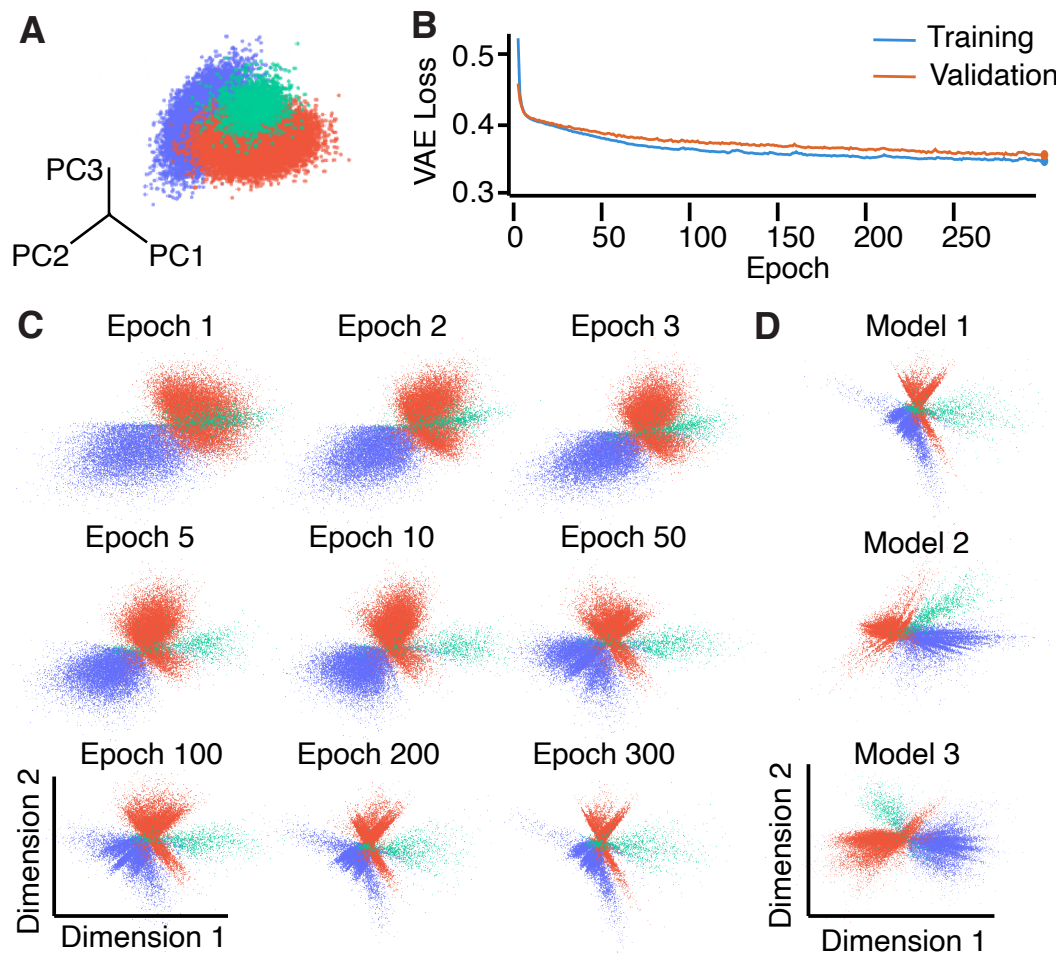 A
PC3
PC2
PC1
B
VAE Loss
0.5
0.4
0.3
Training
Validation
0
50
100
150
200
250
Epoch
C
Epoch 1
Epoch 2
Epoch 3
Epoch 5
Epoch 10
Epoch 50
Epoch 100
Epoch 200
Epoch 300
Dimension 2
Dimension 1
D
Model 1
Model 2
Model 3
Dimension 2
Dimension 1